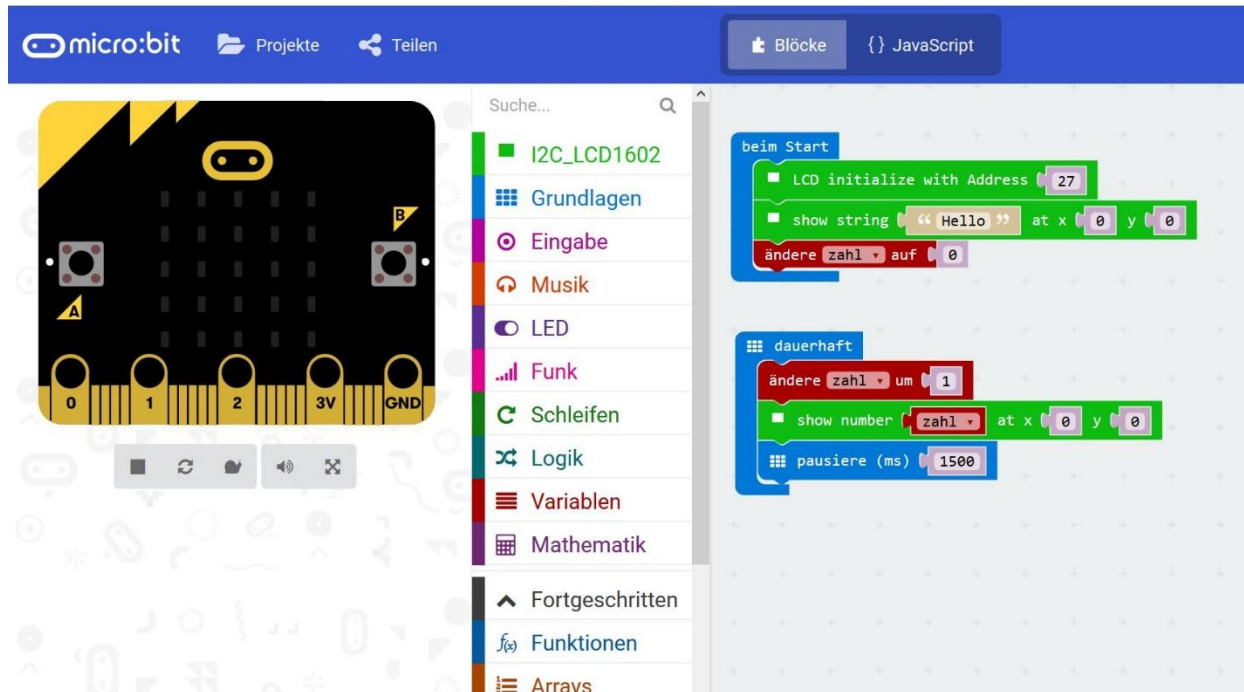 micro:bit Projekte Teilen Blöcke {} JavaScript
Suche...
I2C_LCD1602
Grundlagen
Eingabe
Musik
LED
Funk
Schleifen
Logik
Variablen
Mathematik
Fortgeschritten
Funktionen
Arrays
A
B
0 1 2 3V GND
beim Start
LCD initialize with Address 27
show string “ Hello ” at x 0 y 0
ändere zahl auf 0
dauerhaft
ändere zahl um 1
show number zahl at x 0 y 0
pausiere (ms) 1500